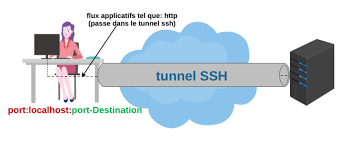 flux applicatifs tel que: http
(passe dans le tunnel ssh)
tunnel SSH
port:localhost:port-Destination